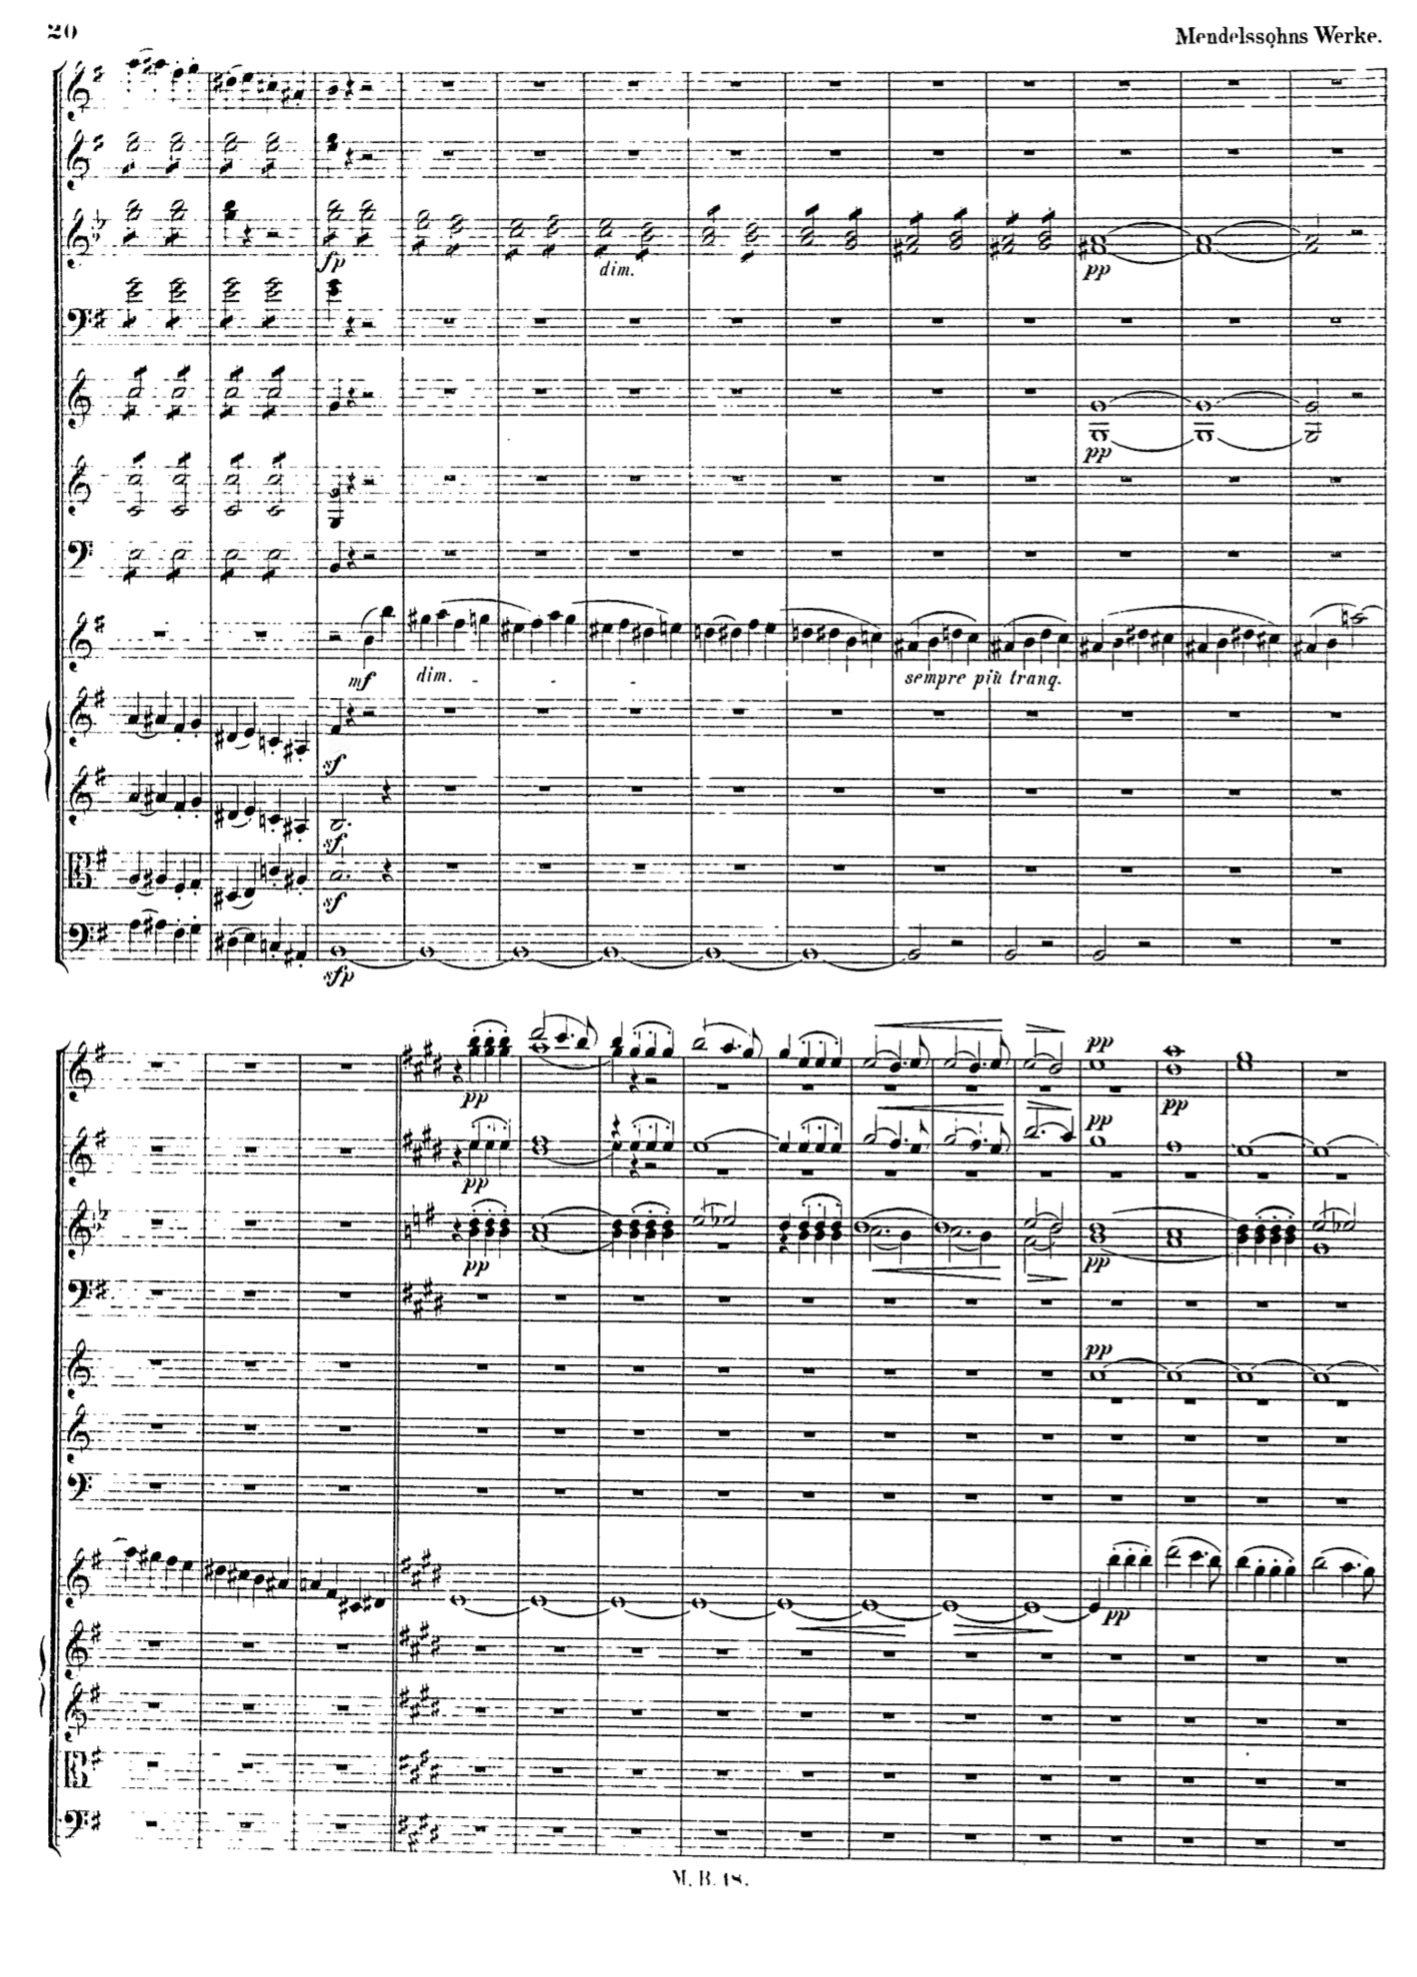 20
Mendelssohns Werke.
fp
dim.
pp
pp
mf
dim.
sempre più tranq.
sf
sf
sf
sfp
pp
pp
pp
pp
pp
pp
pp
pp
pp
M. B. 18.